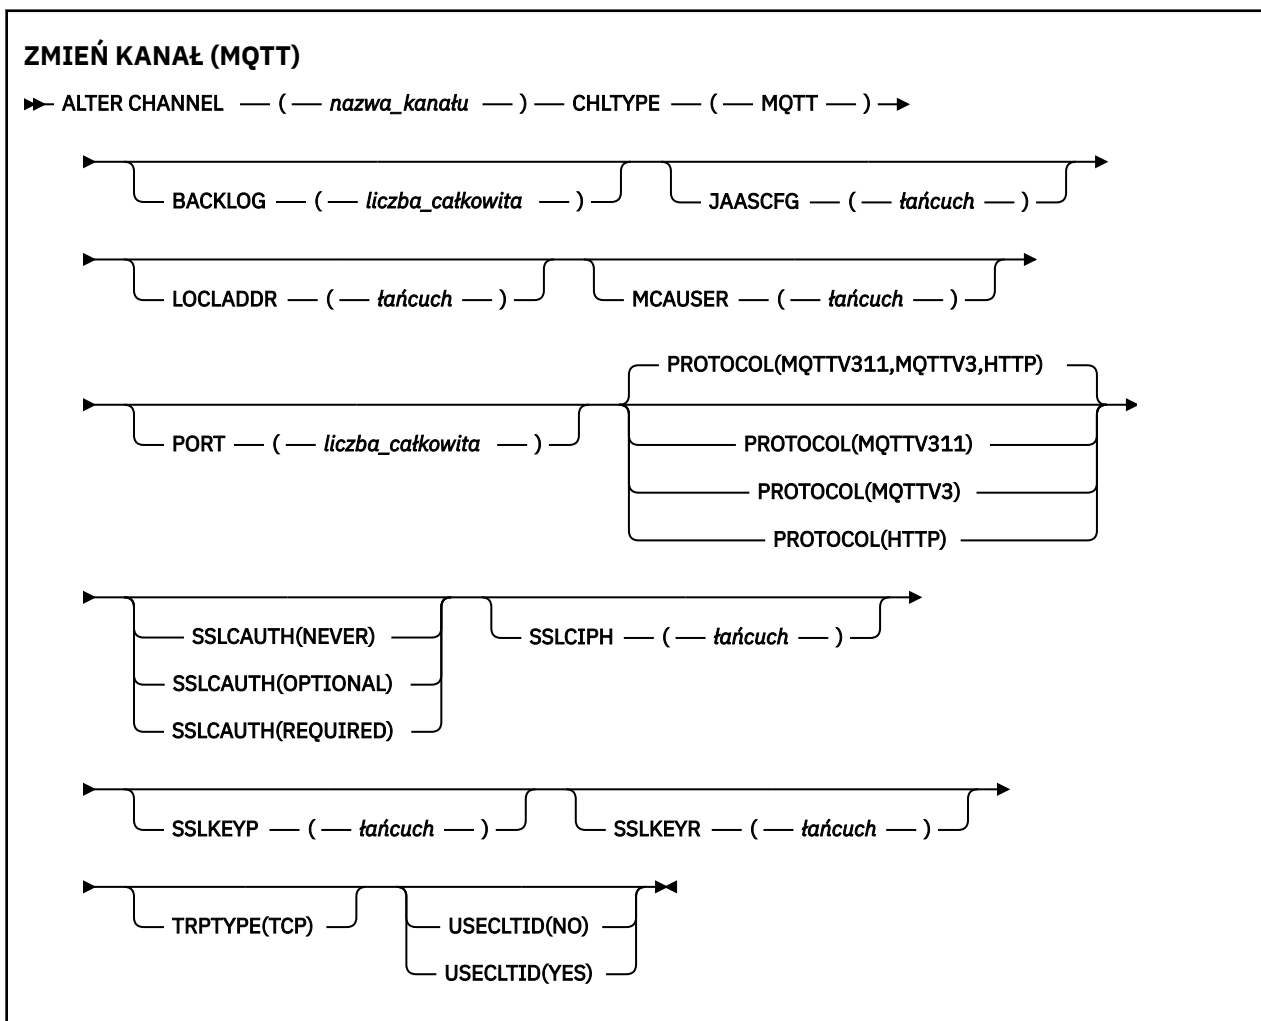 ZMIEŃ KANAŁ (MQTT)
ALTER CHANNEL ( nazwa_kanału ) CHLTYPE ( MQTT )
BACKLOG ( liczba_całkowita ) JAASCFG ( łańcuch )
LOCLADDR ( łańcuch ) MCAUSER ( łańcuch )
PROTOCOL(MQTTV311,MQTTV3,HTTP)
PORT ( liczba_całkowita ) PROTOCOL(MQTTV311)
PROTOCOL(MQTTV3)
PROTOCOL(HTTP)
SSLCAUTH(NEVER) SSLCIPH ( łańcuch )
SSLCAUTH(OPTIONAL)
SSLCAUTH(REQUIRED)
SSLKEYP ( łańcuch ) SSLKEYR ( łańcuch )
TRPTYPE(TCP) USECLTID(NO)
USECLTID(YES)